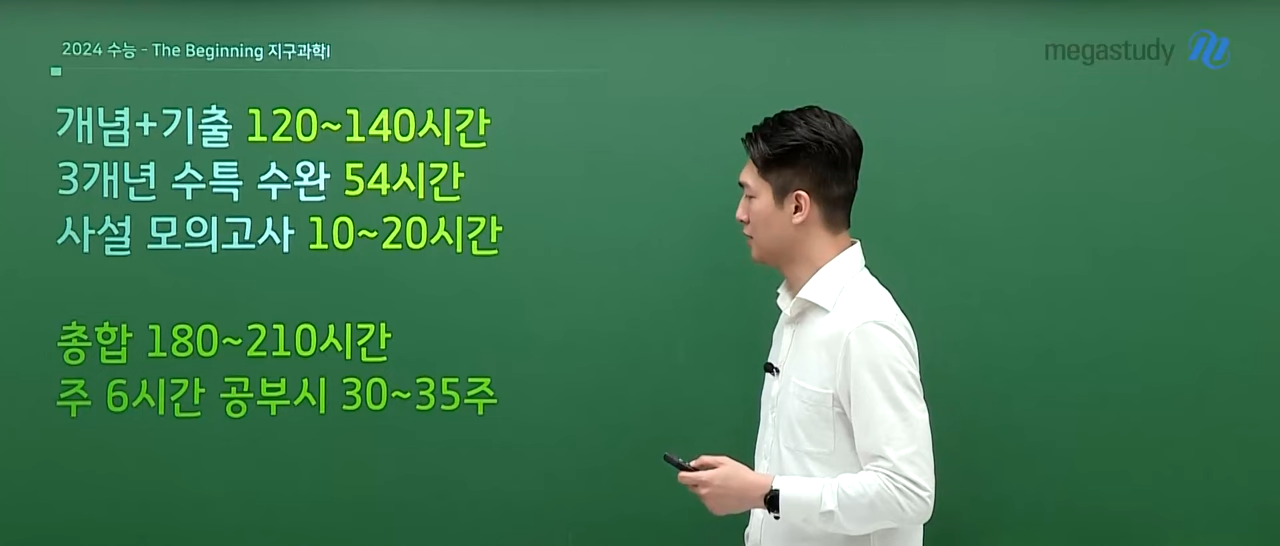 2024 수능 - The Beginning 지구과학I
megastudy
개념+기출 120~140시간
3개년 수특 수완 54시간
사설 모의고사 10~20시간
총합 180~210시간
주 6시간 공부시 30~35주